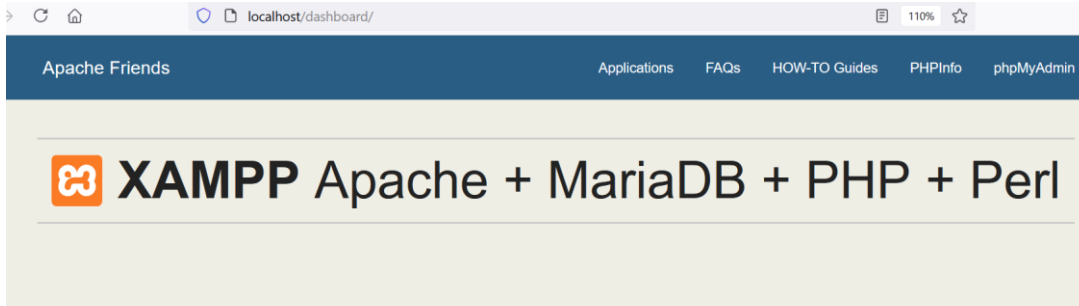 localhost/dashboard/
110%
Apache Friends
Applications FAQs HOW-TO Guides PHPInfo phpMyAdmin
XAMPP Apache + MariaDB + PHP + Perl